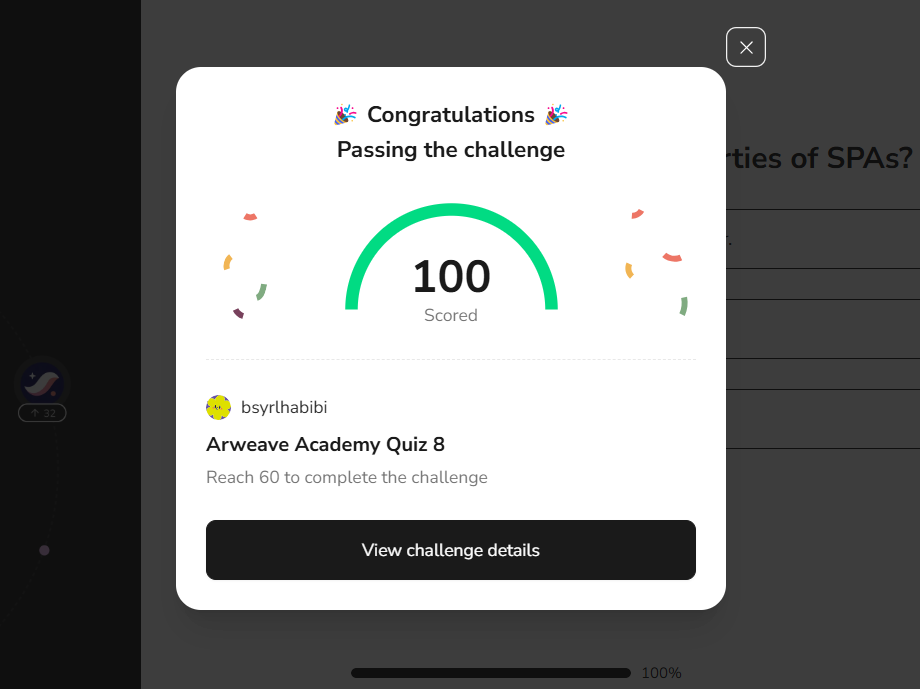 Congratulations
Passing the challenge
rties of SPAs?
100
Scored
32
bsyrlhabibi
Arweave Academy Quiz 8
Reach 60 to complete the challenge
View challenge details
100%